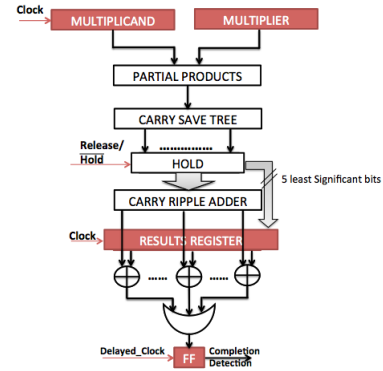 Clock
MULTIPLICAND
MULTIPLIER
PARTIAL PRODUCTS
CARRY SAVE TREE
Release/
Hold
HOLD
5 least Significant bits
CARRY RIPPLE ADDER
Clock
RESULTS REGISTER
Delayed_Clock
FF
Completion
Detection